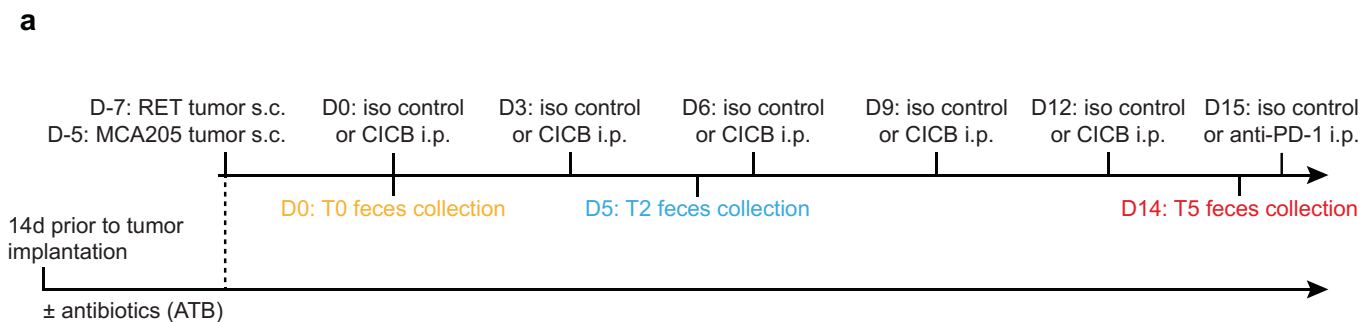 a
D-7: RET tumor s.c.
D-5: MCA205 tumor s.c.
D0: iso control
or CICB i.p.
D3: iso control
or CICB i.p.
D6: iso control
or CICB i.p.
D9: iso control
or CICB i.p.
D12: iso control
or CICB i.p.
D15: iso control
or anti-PD-1 i.p.
D0: T0 feces collection
D5: T2 feces collection
D14: T5 feces collection
14d prior to tumor
implantation
± antibiotics (ATB)